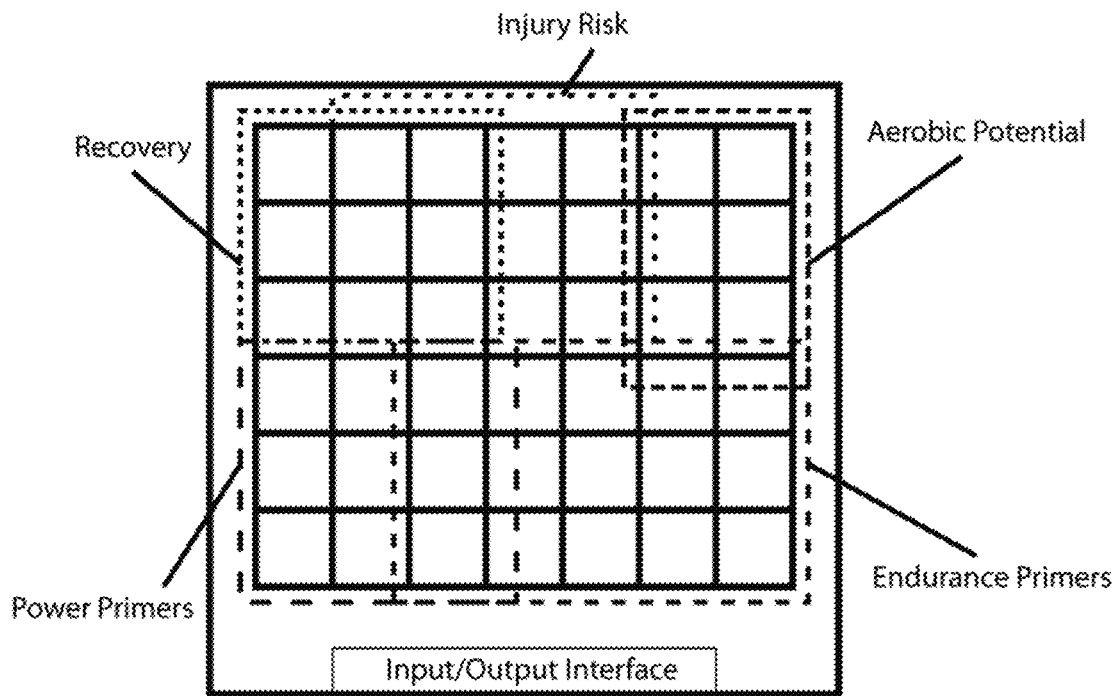 Injury Risk
Recovery
Aerobic Potential
Power Primers
Endurance Primers
Input/Output Interface